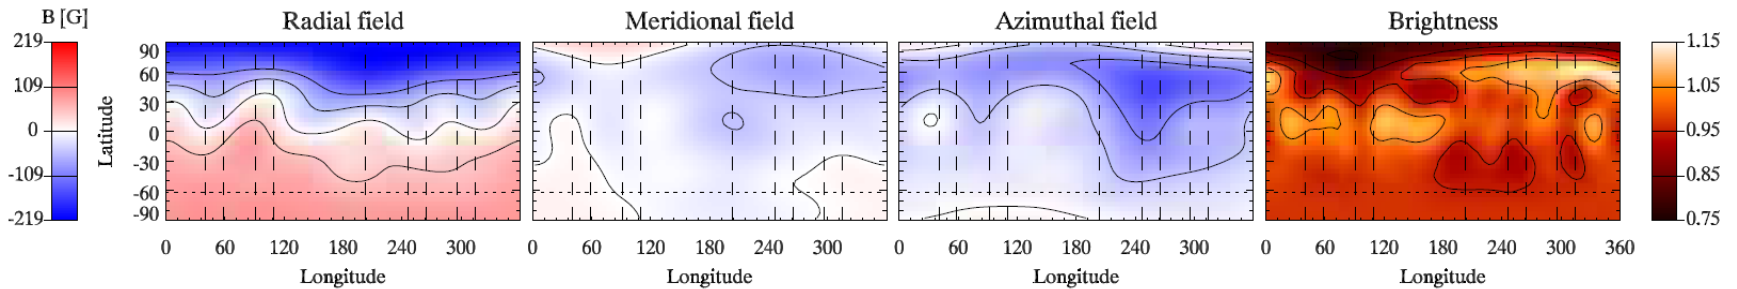 B [G]
219
109
0
-109
-219
Radial field
Meridional field
Azimuthal field
Brightness
Latitude
90
60
30
0
-30
-60
-90
0 60 120 180 240 300
0 60 120 180 240 300
0 60 120 180 240 300
0 60 120 180 240 300 360
Longitude
Longitude
Longitude
Longitude
1.15
1.05
0.95
0.85
0.75